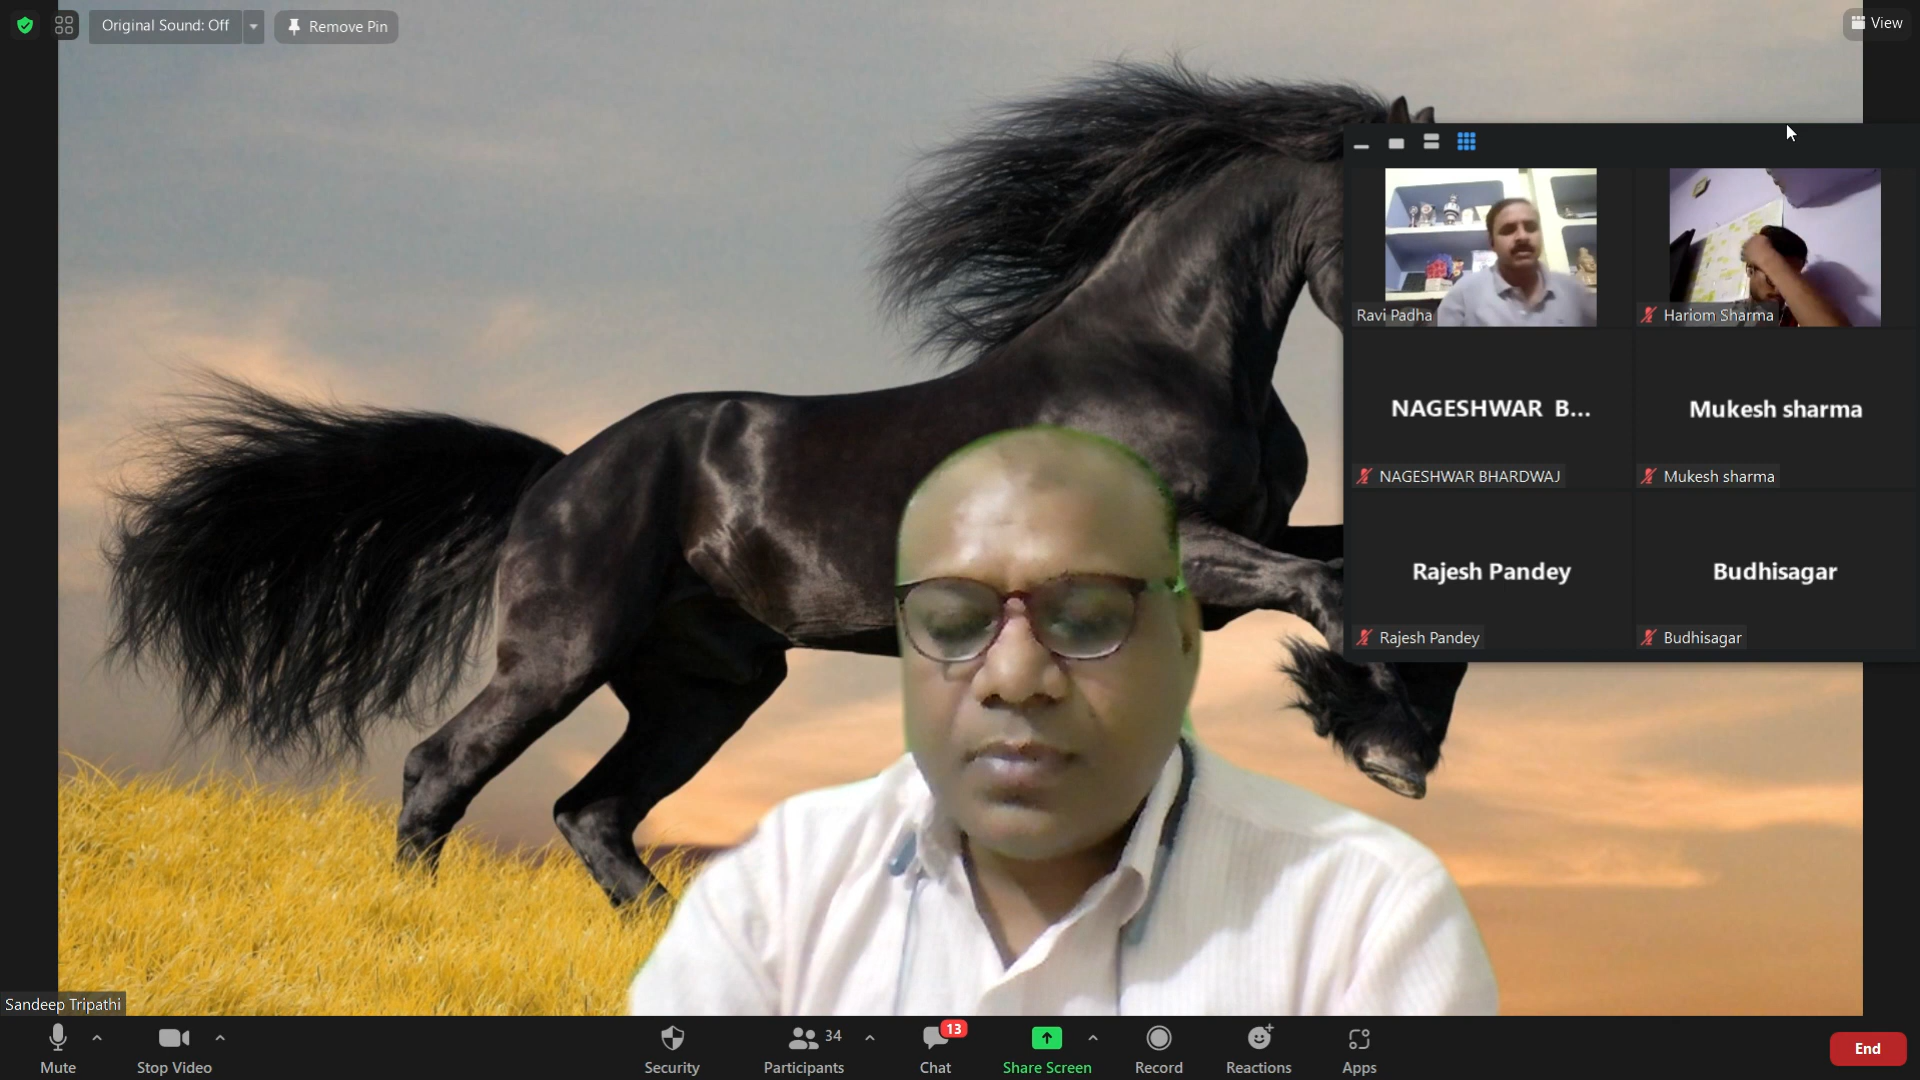 Original Sound: Off
Remove Pin
View
Ravi Padha
Hariom Sharma
NAGESHWAR B...
Mukesh sharma
NAGESHWAR BHARDWAJ
Mukesh sharma
Rajesh Pandey
Budhisagar
Rajesh Pandey
Budhisagar
Sandeep Tripathi
34
13
Mute
Stop Video
Security
Participants
Chat
Share Screen
Record
Reactions
Apps
End